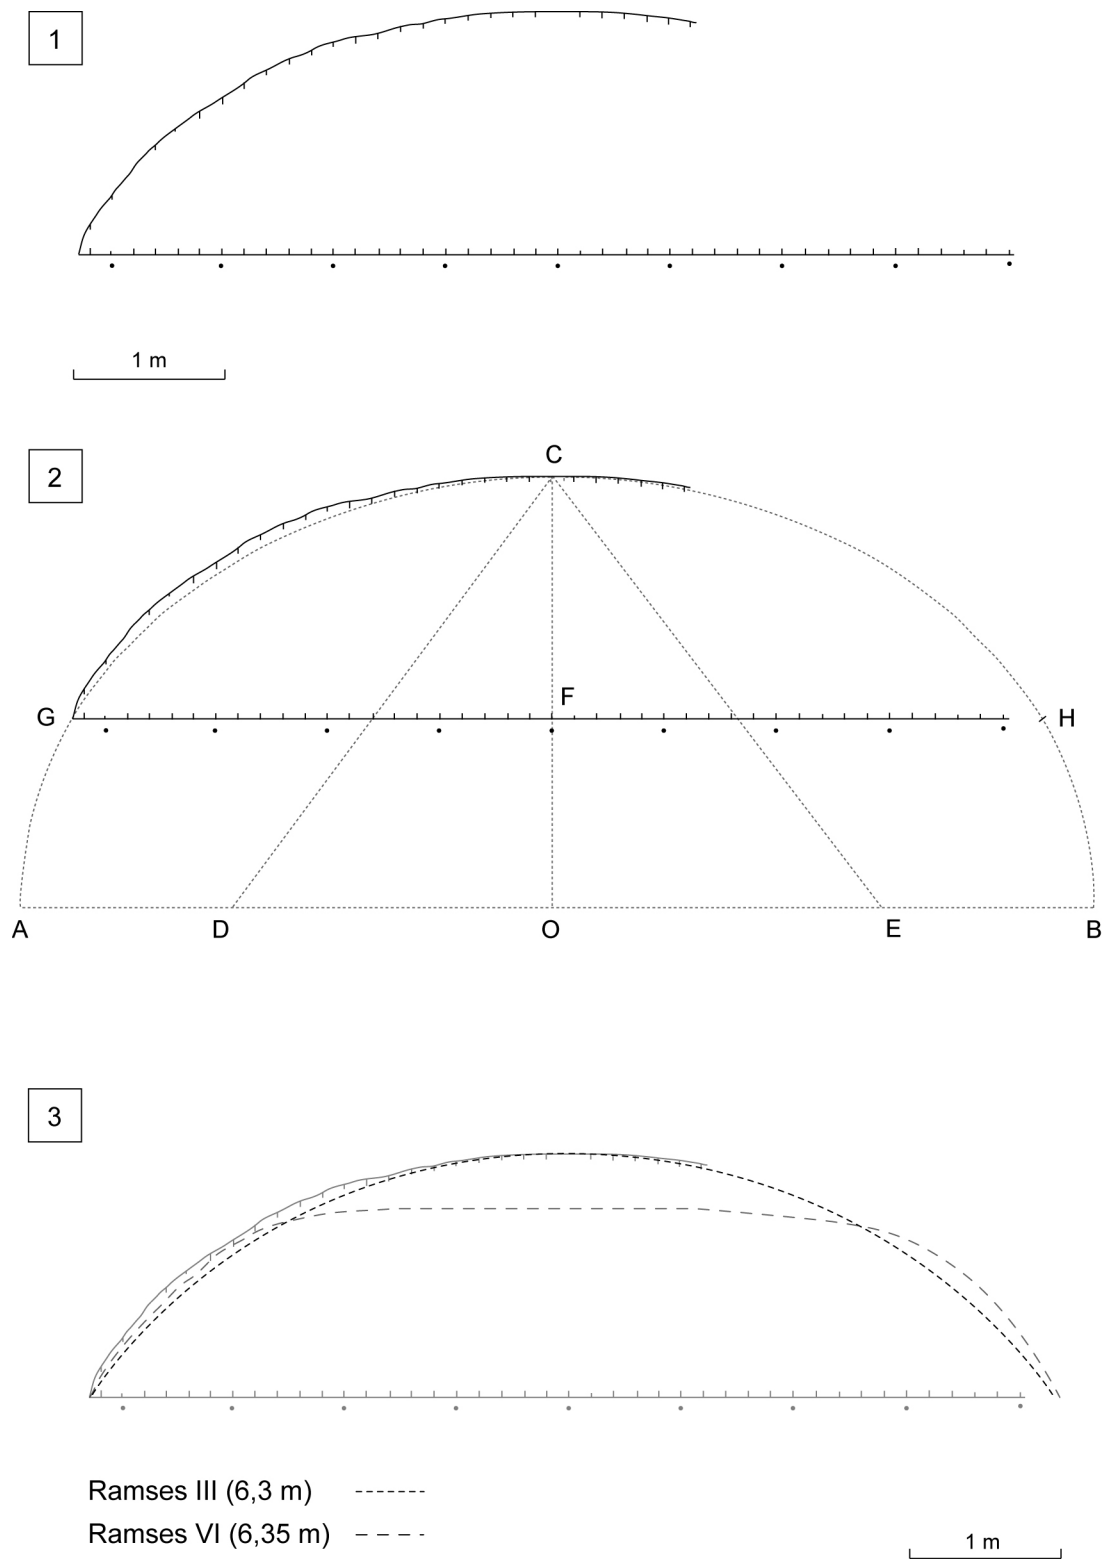 1
1 m
2
C
F
G
H
A D O E B
3
Ramses III (6,3 m)
Ramses VI (6,35 m)
1 m